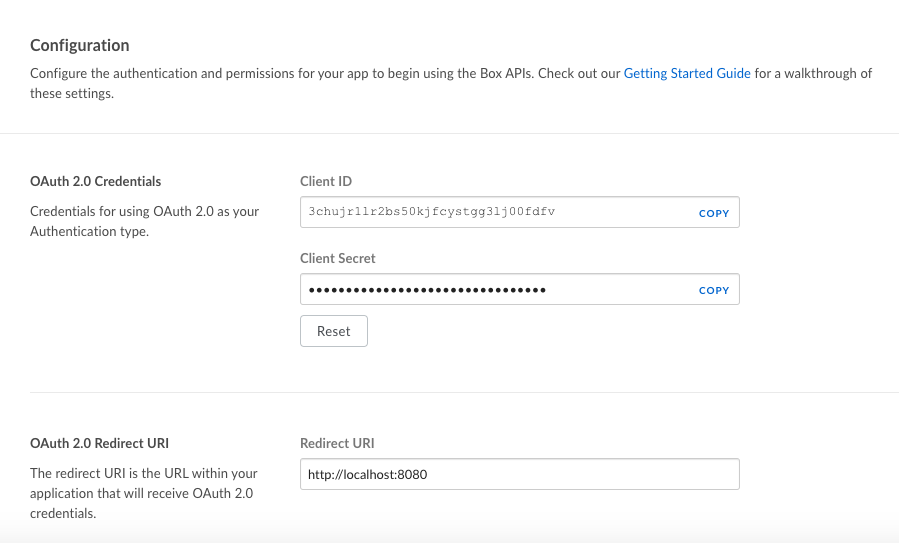 Configuration
Configure the authentication and permissions for your app to begin using the Box APIs. Check out our Getting Started Guide for a walkthrough of
these settings.
OAuth 2.0 Credentials
Credentials for using OAuth 2.0 as your
Authentication type.
Client ID
3chujr1lr2bs50kjfcystgg3lj00fdfv
COPY
Client Secret
••••••••••••••••••••••••••••••••
COPY
Reset
OAuth 2.0 Redirect URI
The redirect URI is the URL within your
application that will receive OAuth 2.0
credentials.
Redirect URI
http://localhost:8080